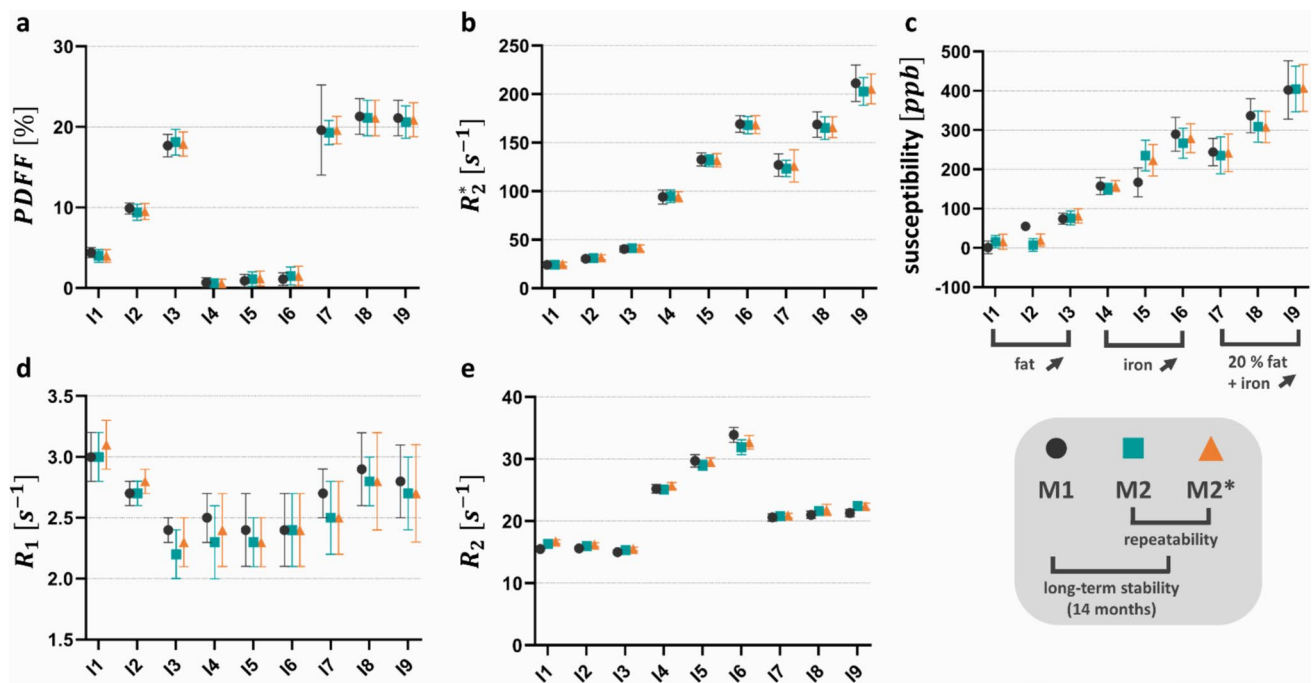 a
30
20
10
0
PDFF [%]
I1 I2 I3 I4 I5 I6 I7 I8 I9
b
250
200
150
100
50
0
R₂* [s⁻¹]
I1 I2 I3 I4 I5 I6 I7 I8 I9
c
500
400
300
200
100
0
-100
susceptibility [ppb]
I1 I2 I3 I4 I5 I6 I7 I8 I9
fat iron 20 % fat
+ iron
d
3.5
3.0
2.5
2.0
1.5
R₁ [s⁻¹]
I1 I2 I3 I4 I5 I6 I7 I8 I9
e
40
30
20
10
0
R₂ [s⁻¹]
I1 I2 I3 I4 I5 I6 I7 I8 I9
M1 M2 M2*
repeatability
long-term stability
(14 months)